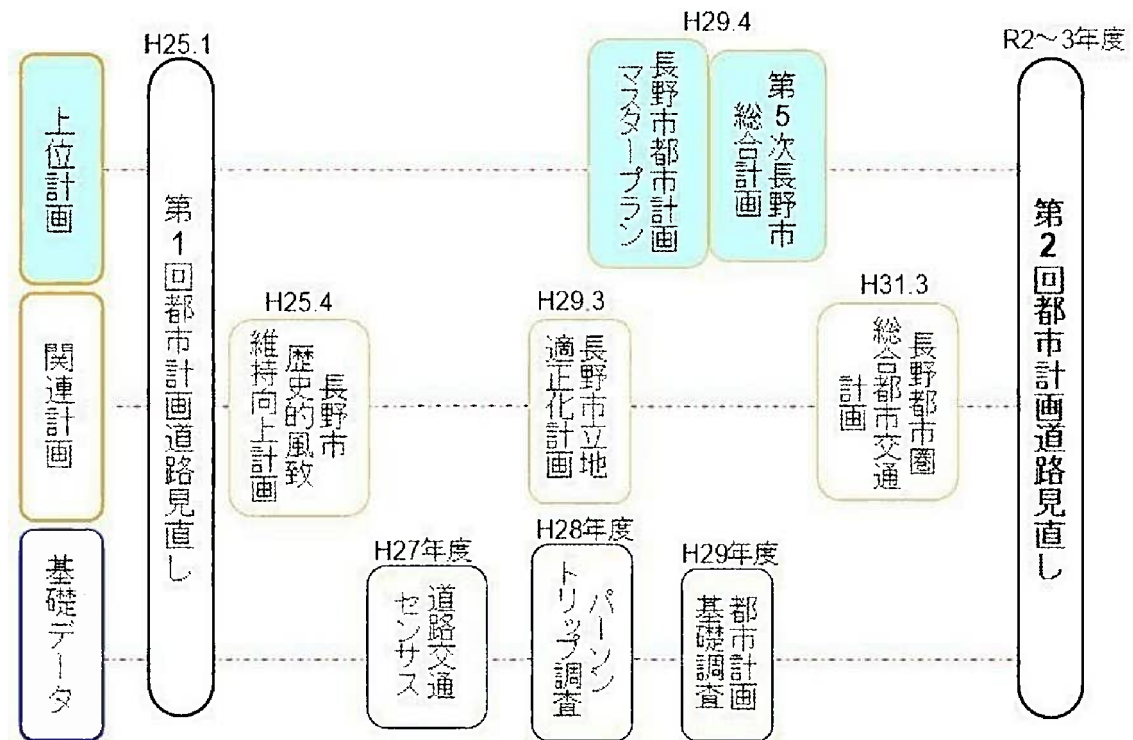 H25.1
H29.4
R2～3年度
上位計画
第1回都市計画道路見直し
長野市都市計画
マスタープラン
第5次長野市
総合計画
第2回都市計画道路見直し
関連計画
H25.4
長野市
歴史的風致
維持向上計画
H29.3
長野市立地
適正化計画
H31.3
長野都市圏
総合都市交通
計画
基礎データ
H27年度
道路交通
センサス
H28年度
パーソン
トリップ調査
H29年度
都市計画
基礎調査